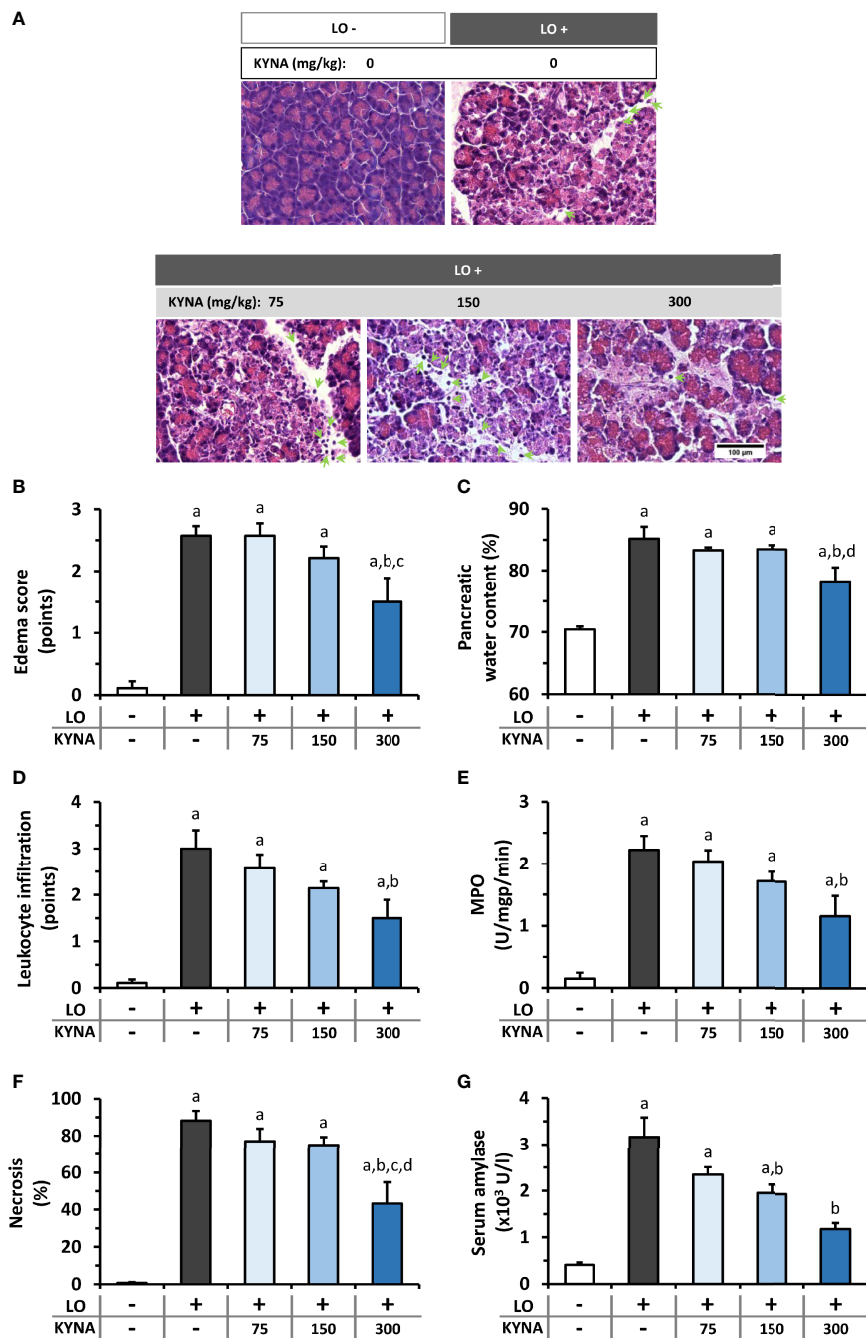 A
LO - LO +
KYNA (mg/kg): 0 0
LO +
KYNA (mg/kg): 75 150 300
100 µm
B
Edema score
(points)
3
2
1
0
a a a a,b,c
LO - + + + +
KYNA - - 75 150 300
C
Pancreatic
water content (%)
90
80
70
60
a a a a,b,d
LO - + + + +
KYNA - - 75 150 300
D
Leukocyte infiltration
(points)
4
3
2
1
0
a a a a,b
LO - + + + +
KYNA - - 75 150 300
E
MPO
(U/mgp/min)
3
2
1
0
a a a a,b
LO - + + + +
KYNA - - 75 150 300
F
Necrosis
(%)
100
80
60
40
20
0
a a a a,b,c,d
LO - + + + +
KYNA - - 75 150 300
G
Serum amylase
(x10³ U/l)
4
3
2
1
0
a a a,b b
LO - + + + +
KYNA - - 75 150 300